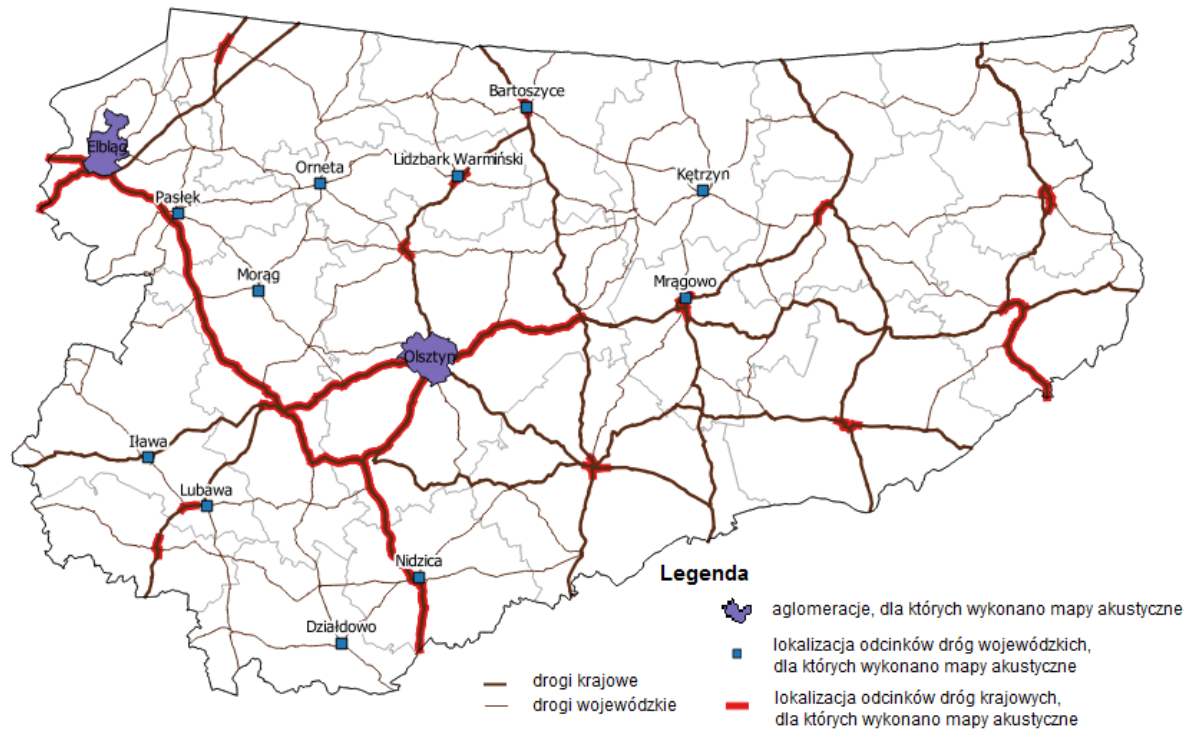 Bartoszyce
Elbląg
Lidzbark Warmiński
Orneta
Kętrzyn
Pasłęk
Morąg
Mrągowo
Olsztyn
Iława
Lubawa
Nidzica
Działdowo
Legenda
aglomeracje, dla których wykonano mapy akustyczne
lokalizacja odcinków dróg wojewódzkich,
dla których wykonano mapy akustyczne
drogi krajowe
drogi wojewódzkie
lokalizacja odcinków dróg krajowych,
dla których wykonano mapy akustyczne